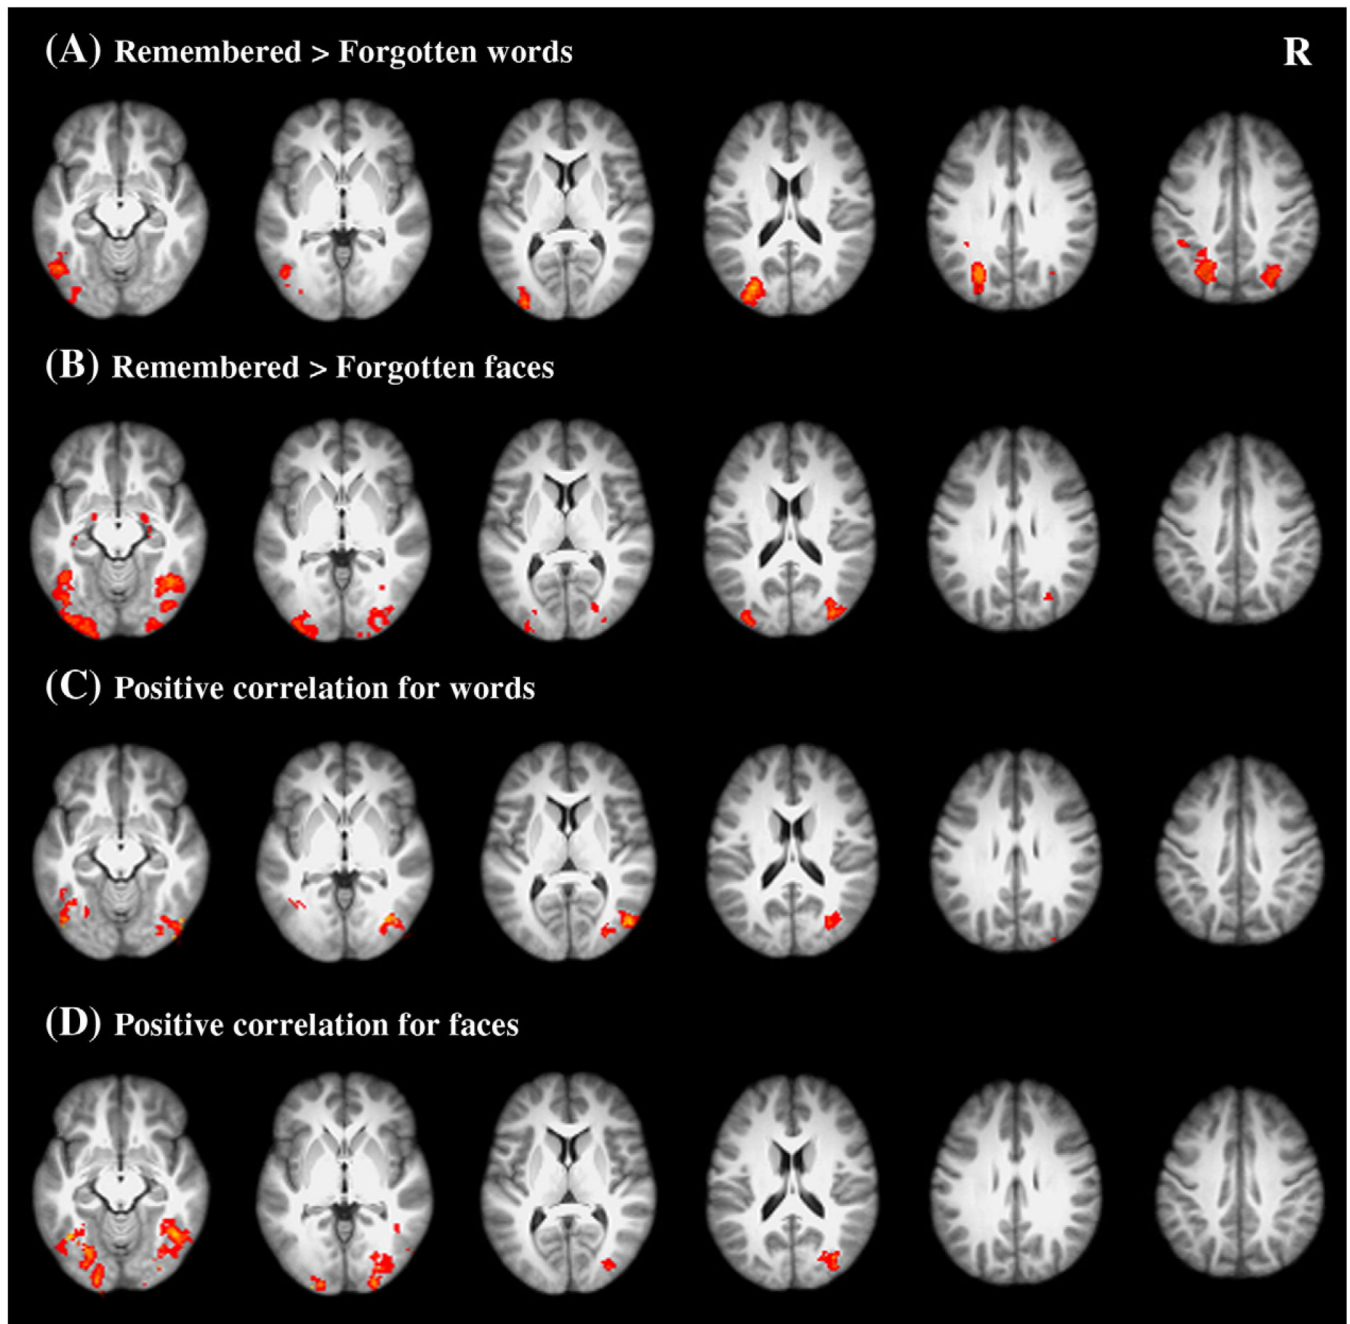 (A) Remembered > Forgotten words
R
(B) Remembered > Forgotten faces
(C) Positive correlation for words
(D) Positive correlation for faces